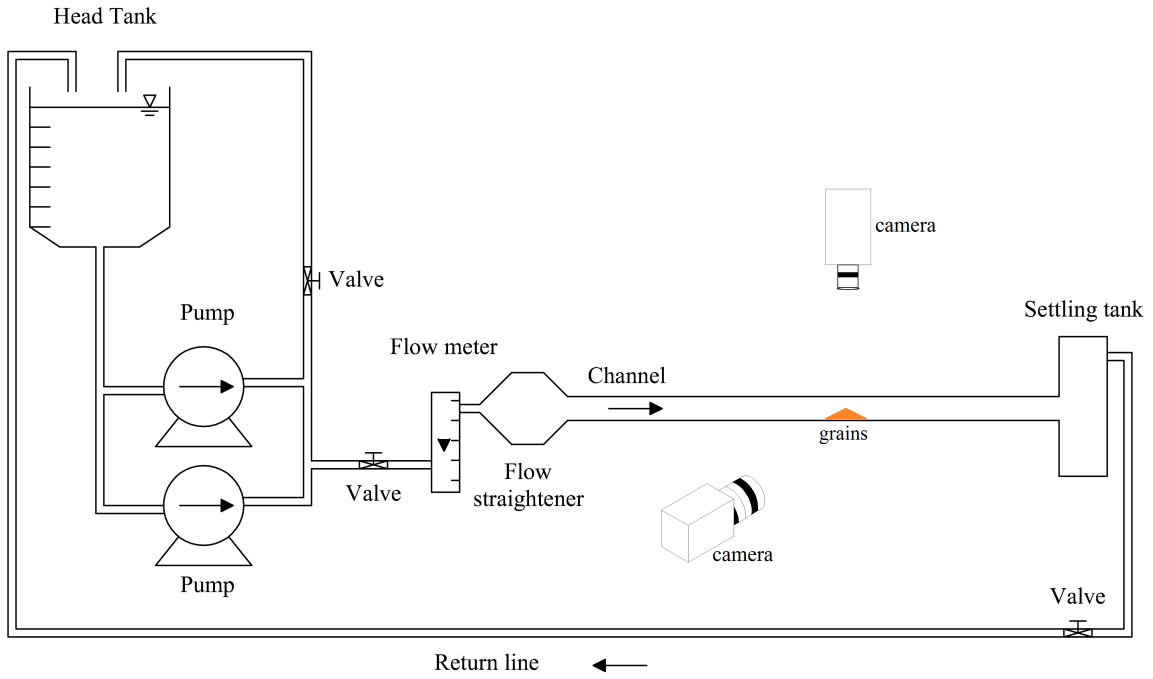 Head Tank
camera
Valve
Settling tank
Pump
Flow meter
Channel
grains
Flow
straightener
Valve
camera
Pump
Valve
Return line